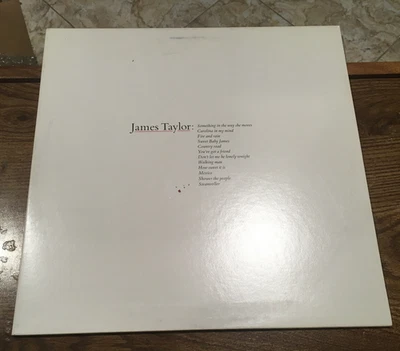 James Taylor:
Something in the way she moves
Carolina in my mind
Fire and rain
Sweet Baby James
Country road
You've got a friend
Don't let me be lonely tonight
Walking man
How sweet it is
Mexico
Shower the people
Steamroller